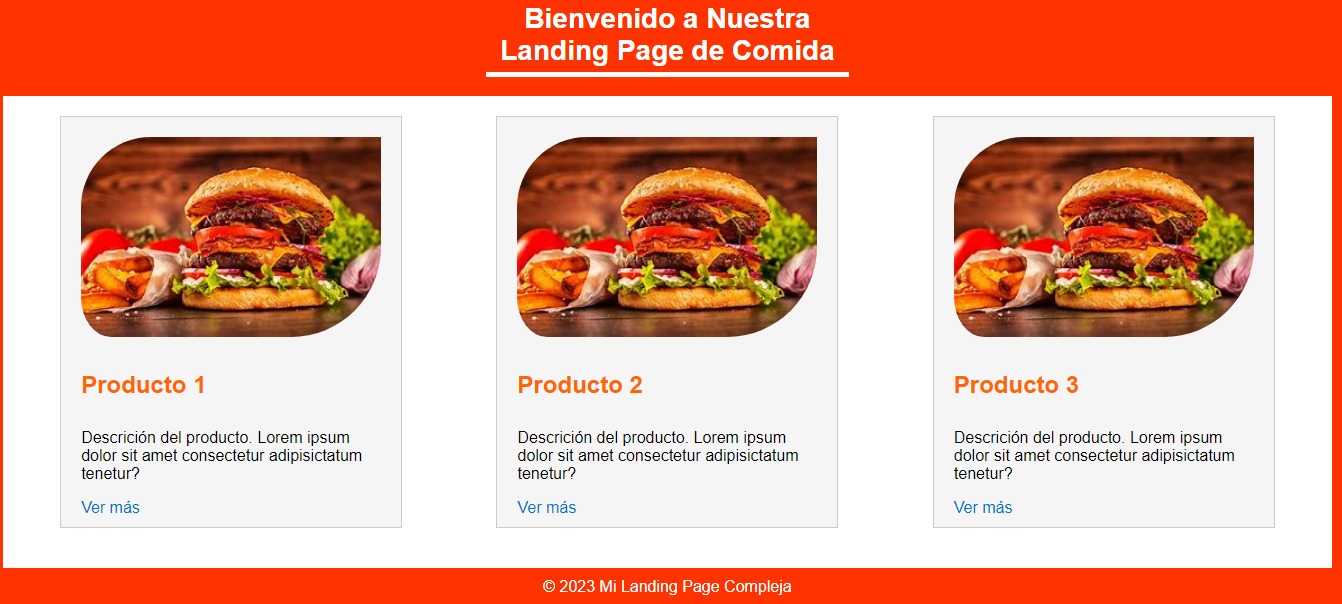 Bienvenido a Nuestra
Landing Page de Comida
Producto 1
Descrición del producto. Lorem ipsum
dolor sit amet consectetur adipisictatum
tenetur?
Ver más
Producto 2
Descrición del producto. Lorem ipsum
dolor sit amet consectetur adipisictatum
tenetur?
Ver más
Producto 3
Descrición del producto. Lorem ipsum
dolor sit amet consectetur adipisictatum
tenetur?
Ver más
© 2023 Mi Landing Page Compleja